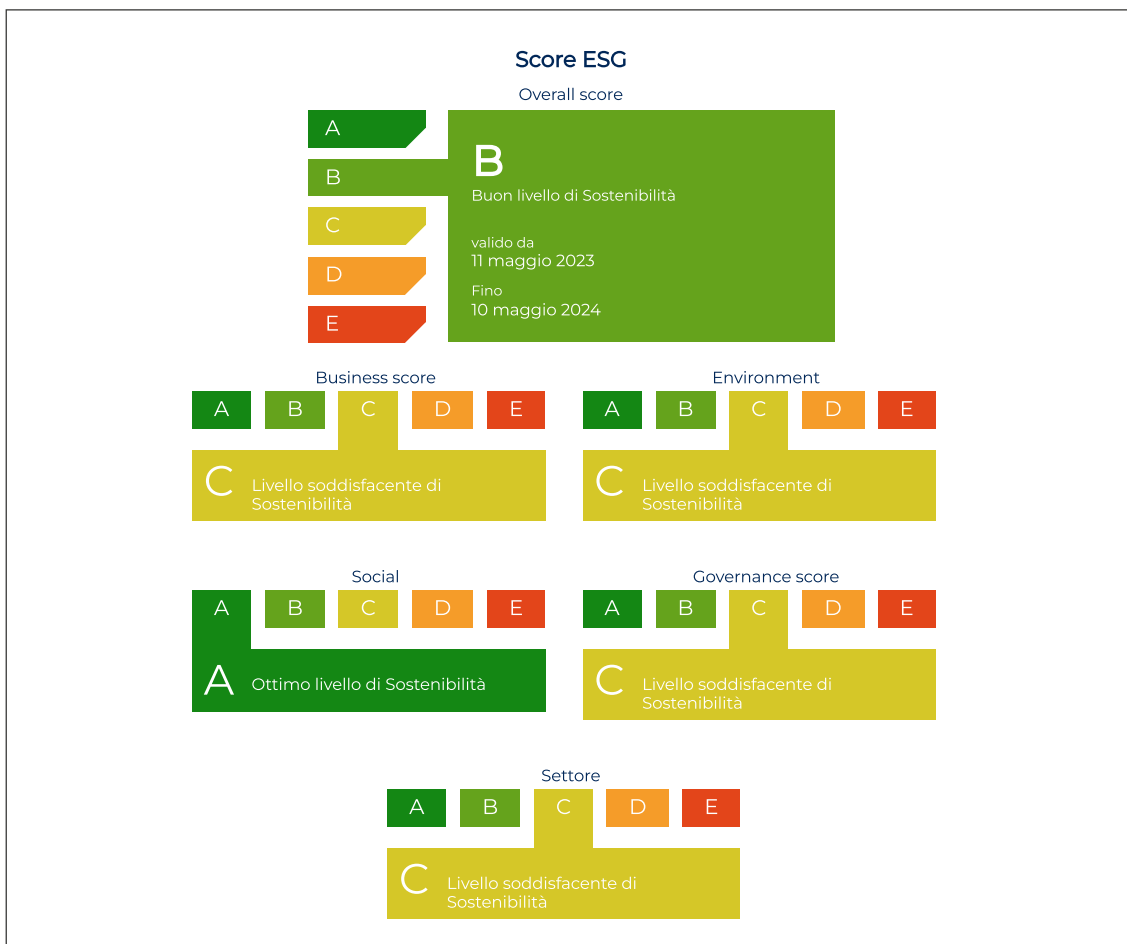 Score ESG
Overall score
A
B
C
D
E
B
Buon livello di Sostenibilità
valido da
11 maggio 2023
Fino
10 maggio 2024
Business score
A B C D E
C Livello soddisfacente di
Sostenibilità
Environment
A B C D E
C Livello soddisfacente di
Sostenibilità
Social
A B C D E
A Ottimo livello di Sostenibilità
Governance score
A B C D E
C Livello soddisfacente di
Sostenibilità
Settore
A B C D E
C Livello soddisfacente di
Sostenibilità